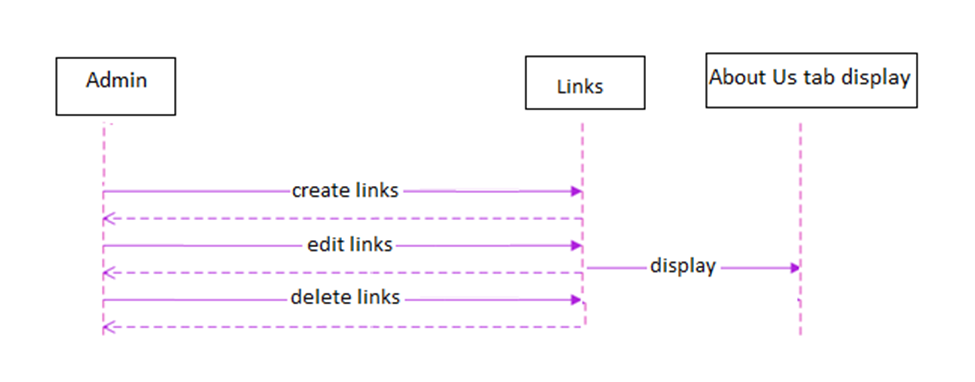 Admin
Links
About Us tab display
create links
edit links
display
delete links